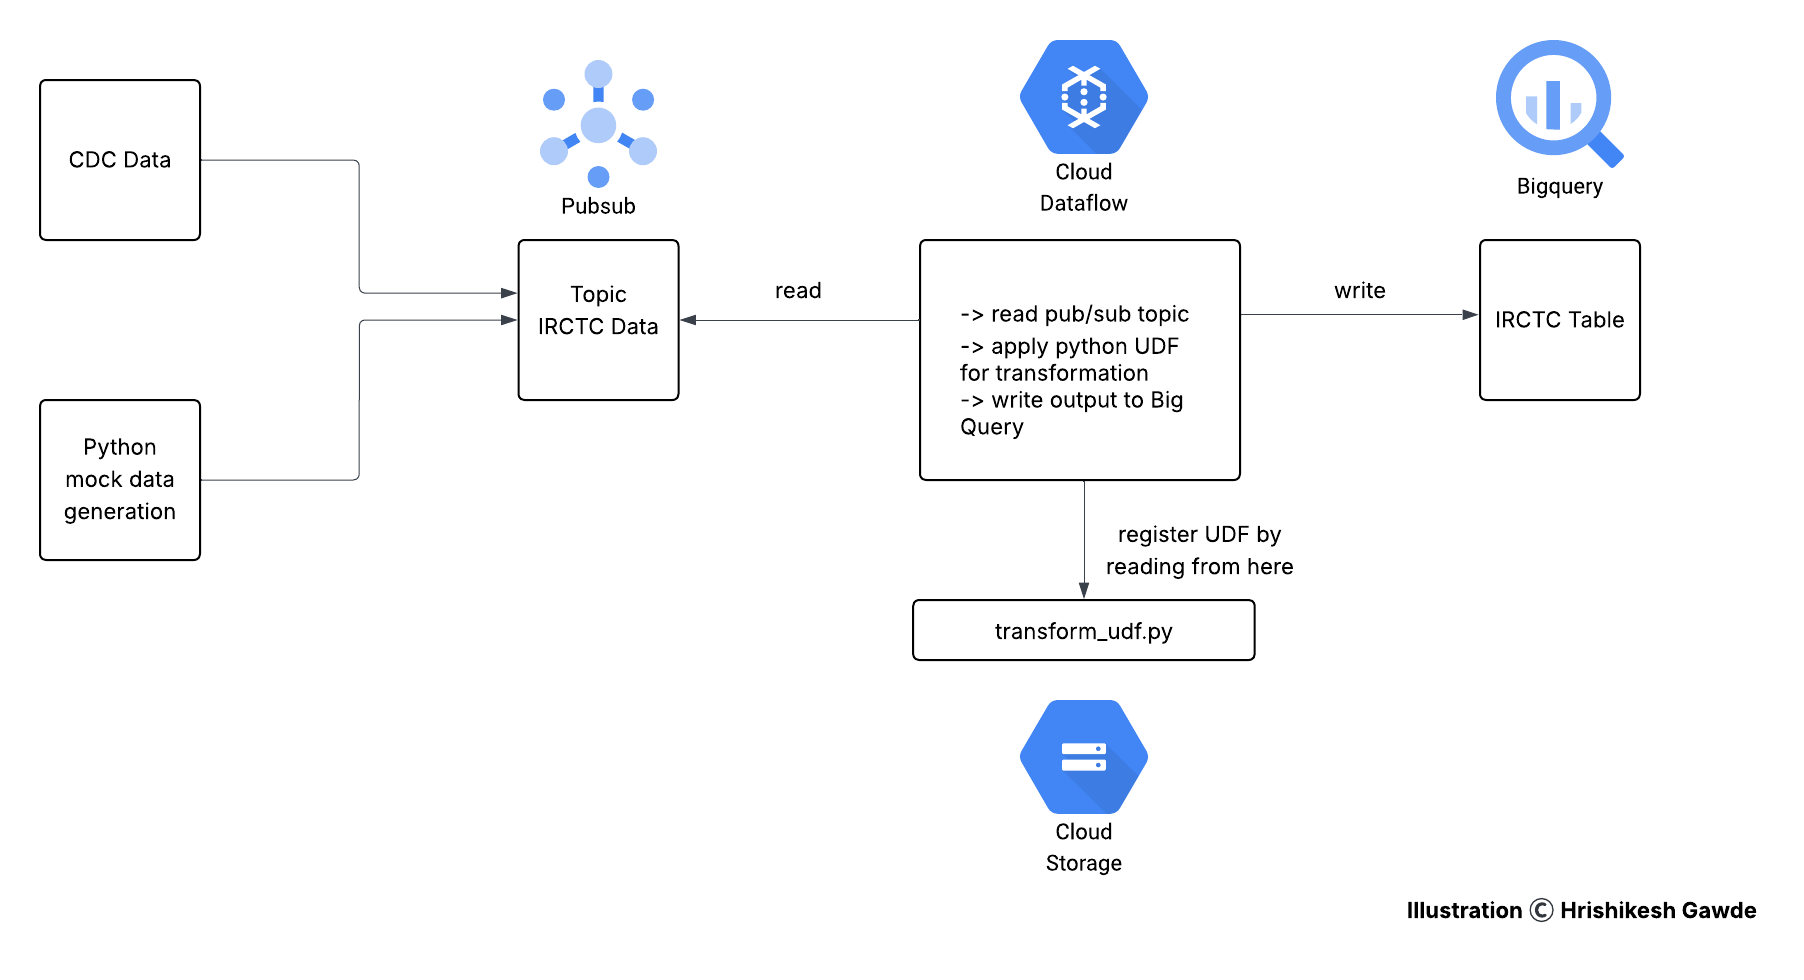 CDC Data
Python
mock data
generation
Pubsub
Topic
IRCTC Data
read
Cloud
Dataflow
-> read pub/sub topic
-> apply python UDF
for transformation
-> write output to Big
Query
register UDF by
reading from here
transform_udf.py
Cloud
Storage
write
Bigquery
IRCTC Table
Illustration © Hrishikesh Gawde